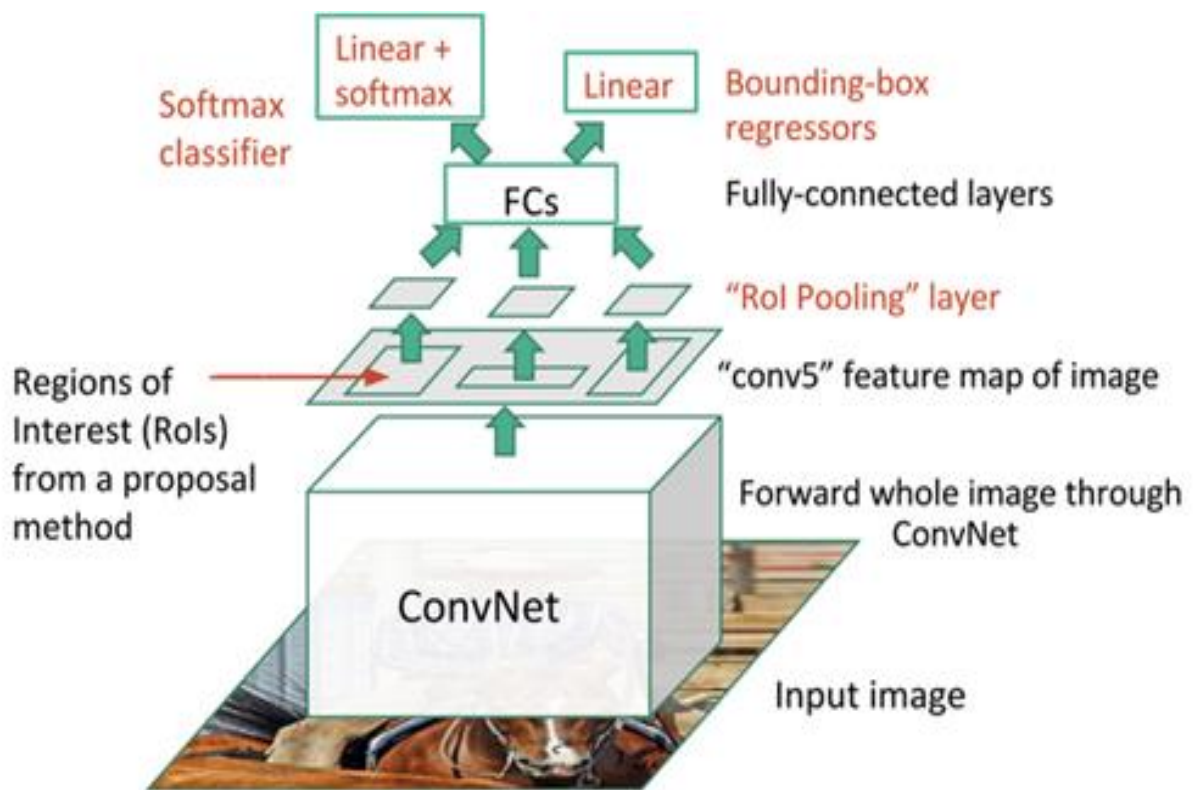 Linear +
softmax
Linear
Softmax
classifier
Bounding-box
regressors
FCs
Fully-connected layers
“RoI Pooling” layer
Regions of
Interest (RoIs)
from a proposal
method
“conv5” feature map of image
Forward whole image through
ConvNet
ConvNet
Input image